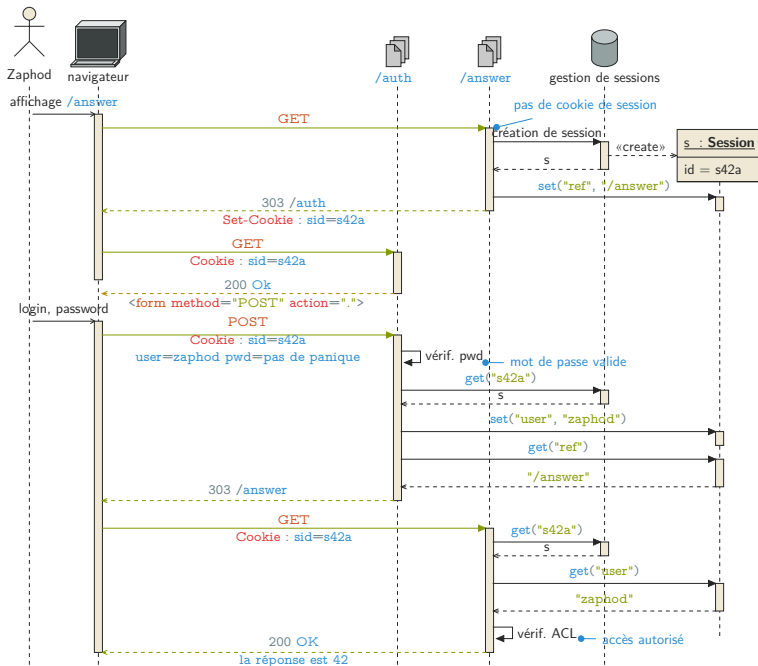 Zaphod
navigateur
/auth
/answer
gestion de sessions
affichage /answer
pas de cookie de session
GET
création de session
«create»
s : Session
id = s42a
s
set("ref", "/answer")
303 /auth
Set-Cookie : sid=s42a
GET
Cookie : sid=s42a
200 Ok
<form method="POST" action=".">
login, password
POST
Cookie : sid=s42a
user=zaphod pwd=pas de panique
vérif. pwd
mot de passe valide
get("s42a")
s
set("user", "zaphod")
get("ref")
"/answer"
303 /answer
GET
Cookie : sid=s42a
get("s42a")
s
get("user")
"zaphod"
vérif. ACL
accès autorisé
200 OK
la réponse est 42